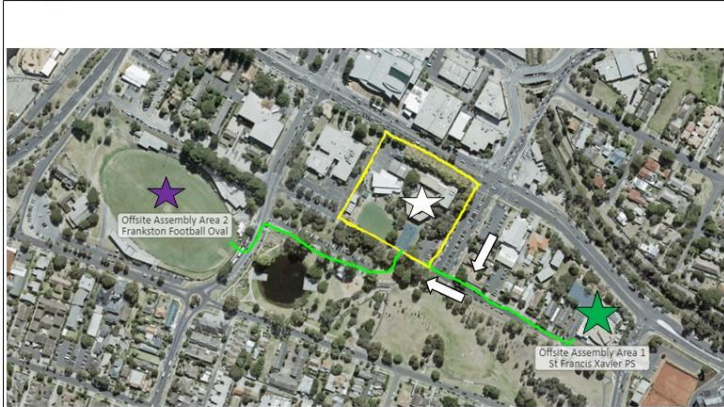 Offsite Assembly Area 2
Frankston Football Oval
Offsite Assembly Area 1
St Francis Xavier PS